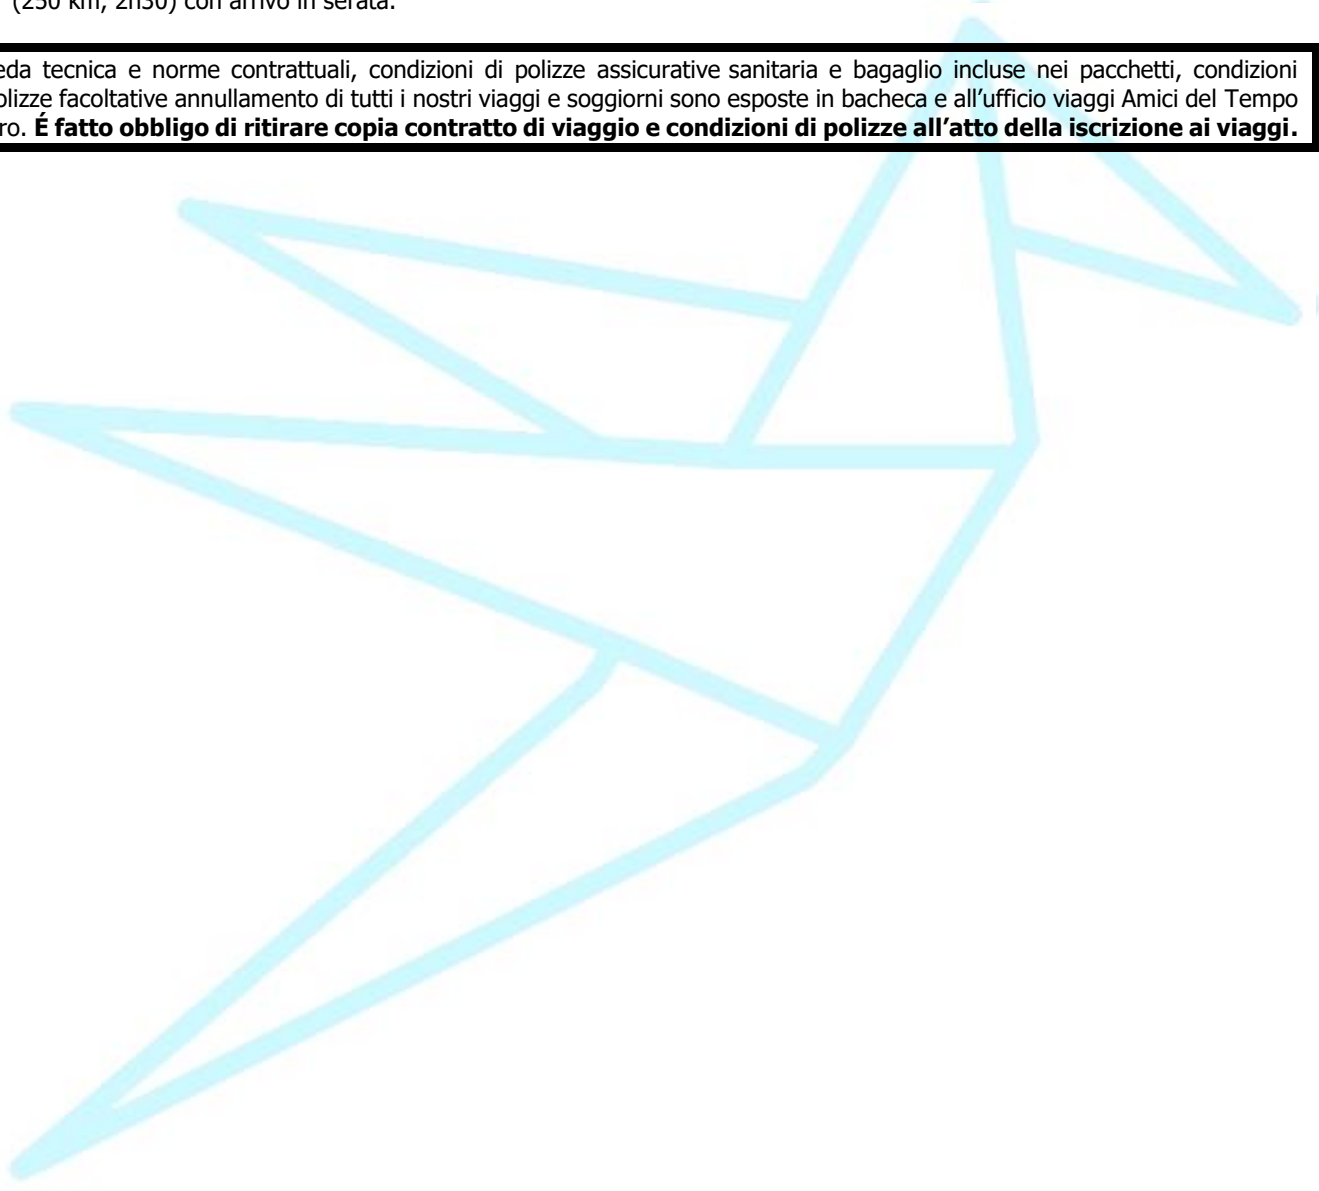 (250 km, 2h30) con arrivo in serata.
eda tecnica e norme contrattuali, condizioni di polizze assicurative sanitaria e bagaglio incluse nei pacchetti, condizioni
olizze facoltative annullamento di tutti i nostri viaggi e soggiorni sono esposte in bacheca e all’ufficio viaggi Amici del Tempo
ro. É fatto obbligo di ritirare copia contratto di viaggio e condizioni di polizze all’atto della iscrizione ai viaggi.